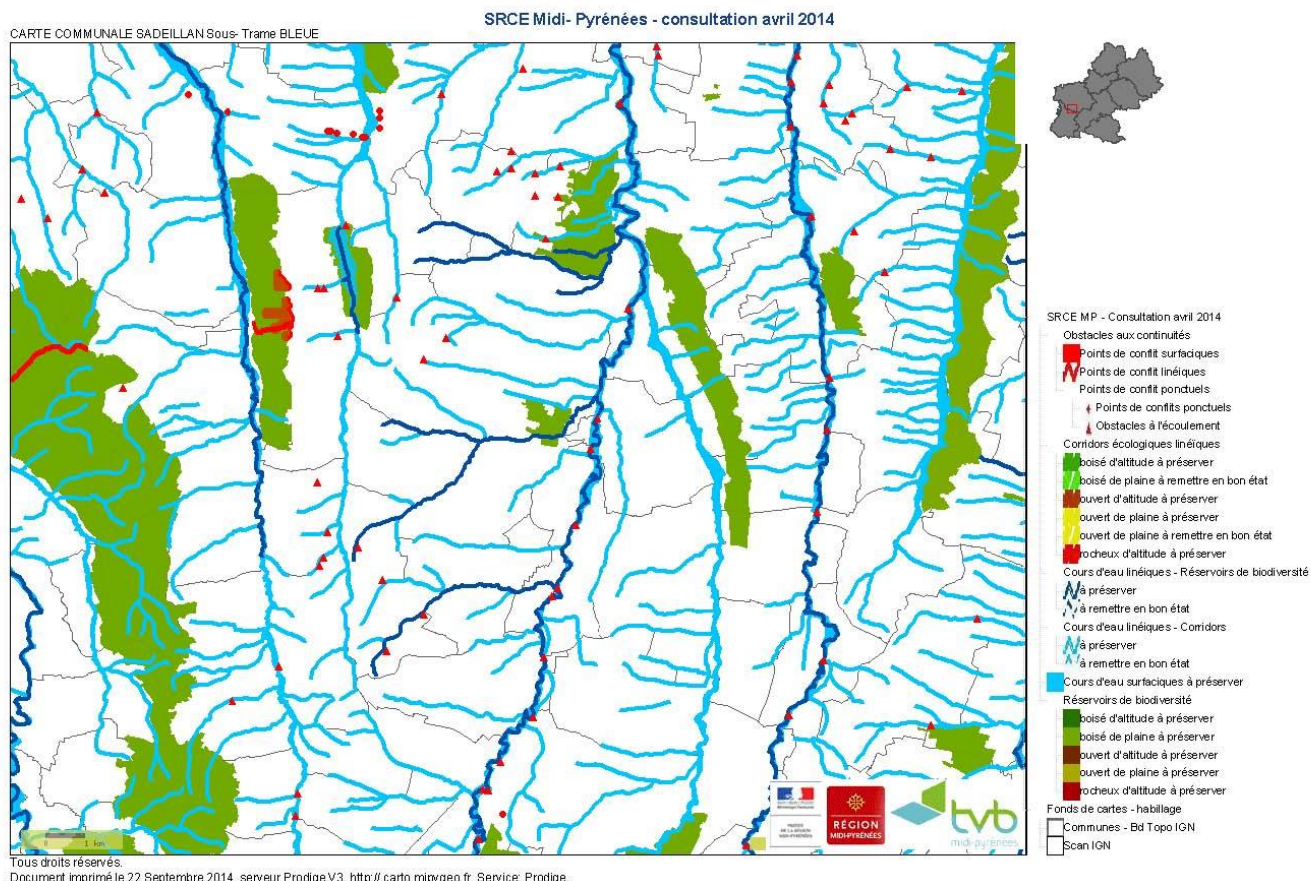 SRCE Midi- Pyrénées - consultation avril 2014
CARTE COMMUNALE SADEILLAN Sous- Trame BLEUE
SRCE MP - Consultation avril 2014
Obstacles aux continuités
Points de conflit surfaciques
Points de conflit linéiques
Points de conflit ponctuels
Points de conflits ponctuels
Obstacles à l'écoulement
Corridors écologiques linéiques
boisé d'altitude à préserver
boisé de plaine à remettre en bon état
ouvert d'altitude à préserver
ouvert de plaine à préserver
ouvert de plaine à remettre en bon état
rocheux d'altitude à préserver
Cours d'eau linéiques - Réservoirs de biodiversité
à préserver
à remettre en bon état
Cours d'eau linéiques - Corridors
à préserver
à remettre en bon état
Cours d'eau surfaciques à préserver
Réservoirs de biodiversité
boisé d'altitude à préserver
boisé de plaine à préserver
ouvert d'altitude à préserver
ouvert de plaine à préserver
rocheux d'altitude à préserver
Fonds de cartes - habillage
Communes - Bd Topo IGN
Scan IGN
RÉGION
MIDI-PYRÉNÉES
tvb
midi-pyrénées
0 1 km
Tous droits réservés.
Document imprimé le 22 Septembre 2014, serveur Prodige V3, http://carto.mipygeo.fr, Service: Prodige.